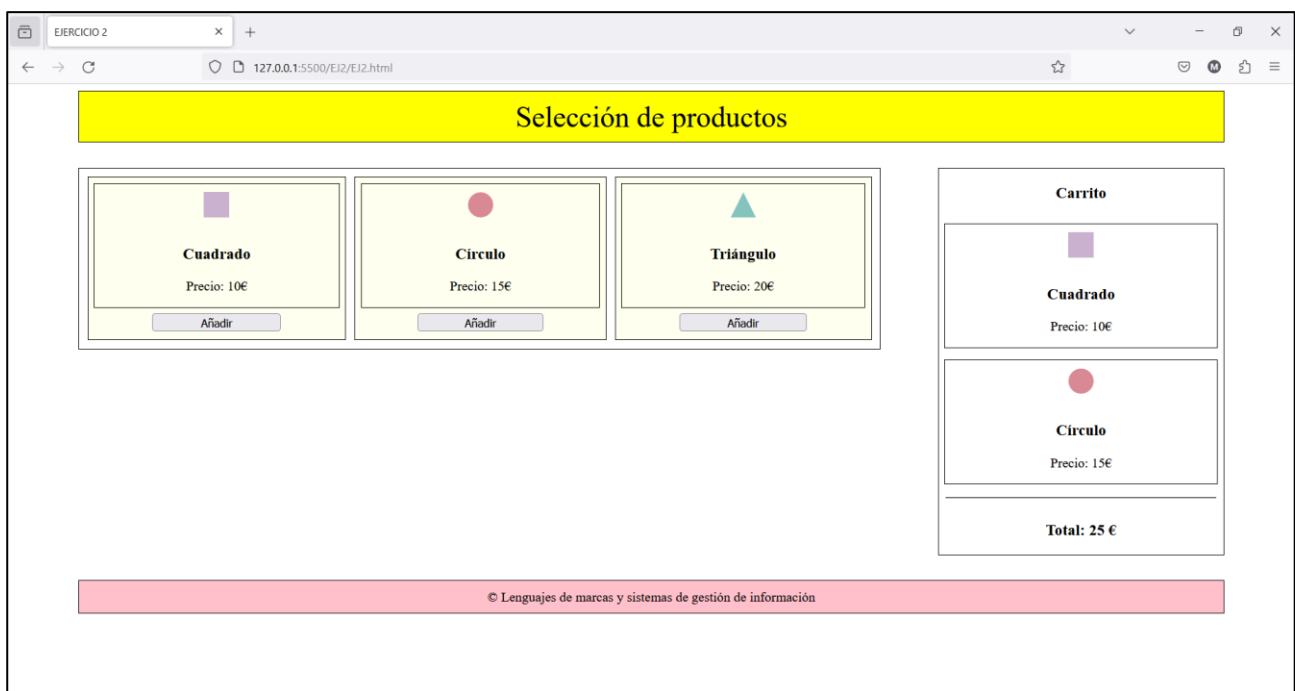 EJERCICIO 2
127.0.0.1:5500/EJ2/EJ2.html
M
Selección de productos
Cuadrado
Precio: 10€
Añadir
Círculo
Precio: 15€
Añadir
Triángulo
Precio: 20€
Añadir
Carrito
Cuadrado
Precio: 10€
Círculo
Precio: 15€
Total: 25 €
© Lenguajes de marcas y sistemas de gestión de información